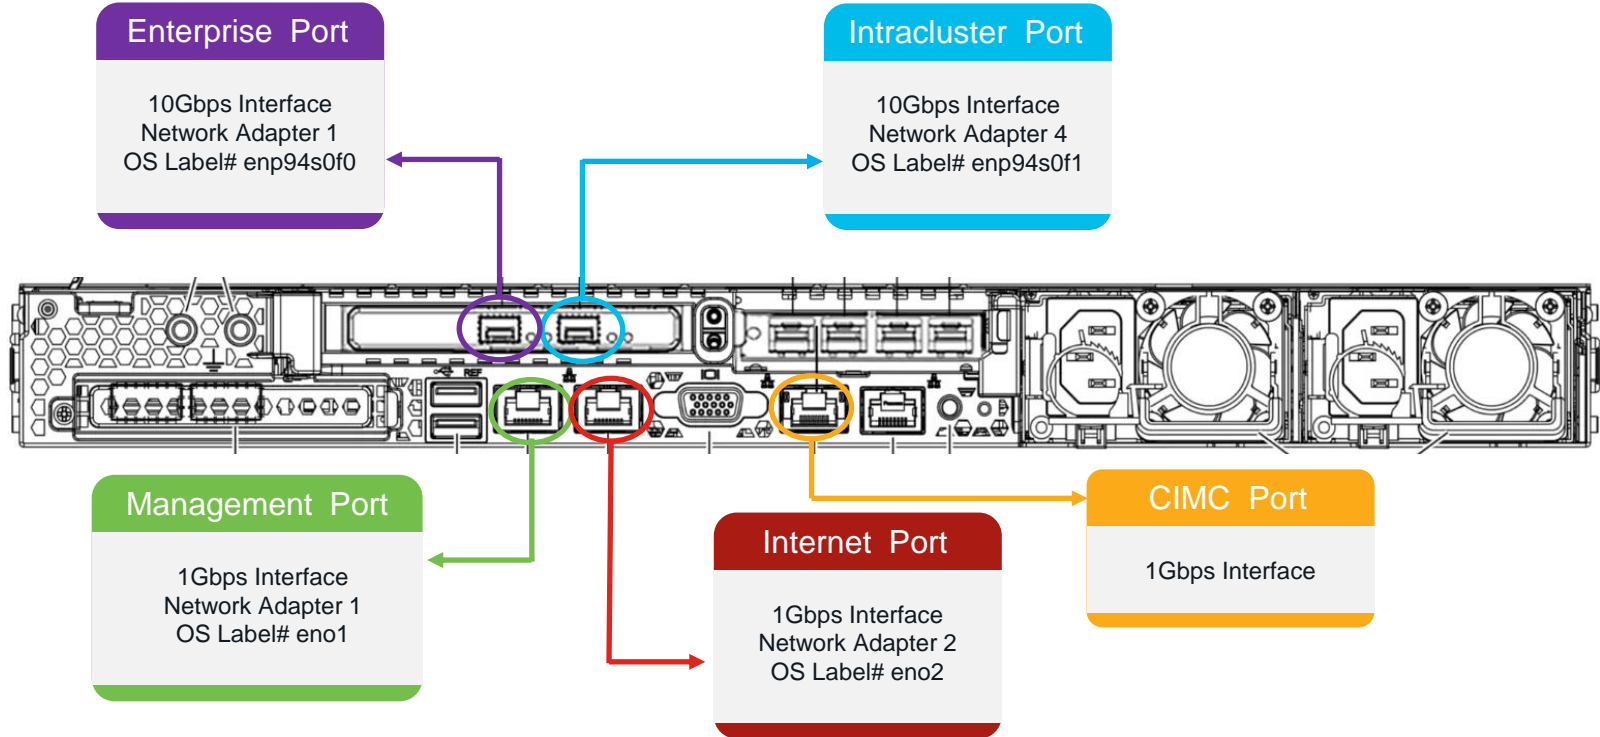 Enterprise Port
10Gbps Interface
Network Adapter 1
OS Label# enp94s0f0
Intracluster Port
10Gbps Interface
Network Adapter 4
OS Label# enp94s0f1
REF
Management Port
1Gbps Interface
Network Adapter 1
OS Label# eno1
Internet Port
1Gbps Interface
Network Adapter 2
OS Label# eno2
CIMC Port
1Gbps Interface